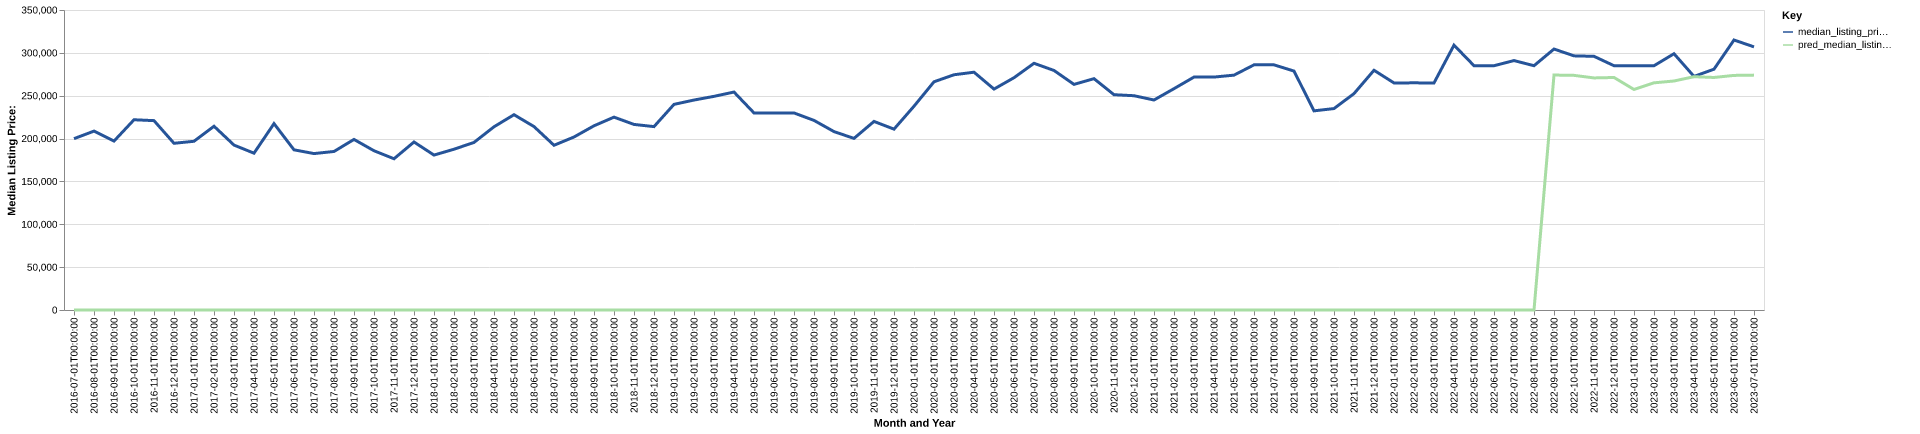 350,000
300,000
250,000
200,000
150,000
100,000
50,000
0
Median Listing Price:
2016-07-01T00:00:00
2016-08-01T00:00:00
2016-09-01T00:00:00
2016-10-01T00:00:00
2016-11-01T00:00:00
2016-12-01T00:00:00
2017-01-01T00:00:00
2017-02-01T00:00:00
2017-03-01T00:00:00
2017-04-01T00:00:00
2017-05-01T00:00:00
2017-06-01T00:00:00
2017-07-01T00:00:00
2017-08-01T00:00:00
2017-09-01T00:00:00
2017-10-01T00:00:00
2017-11-01T00:00:00
2017-12-01T00:00:00
2018-01-01T00:00:00
2018-02-01T00:00:00
2018-03-01T00:00:00
2018-04-01T00:00:00
2018-05-01T00:00:00
2018-06-01T00:00:00
2018-07-01T00:00:00
2018-08-01T00:00:00
2018-09-01T00:00:00
2018-10-01T00:00:00
2018-11-01T00:00:00
2018-12-01T00:00:00
2019-01-01T00:00:00
2019-02-01T00:00:00
2019-03-01T00:00:00
2019-04-01T00:00:00
2019-05-01T00:00:00
2019-06-01T00:00:00
2019-07-01T00:00:00
2019-08-01T00:00:00
2019-09-01T00:00:00
2019-10-01T00:00:00
2019-11-01T00:00:00
2019-12-01T00:00:00
2020-01-01T00:00:00
2020-02-01T00:00:00
2020-03-01T00:00:00
2020-04-01T00:00:00
2020-05-01T00:00:00
2020-06-01T00:00:00
2020-07-01T00:00:00
2020-08-01T00:00:00
2020-09-01T00:00:00
2020-10-01T00:00:00
2020-11-01T00:00:00
2020-12-01T00:00:00
2021-01-01T00:00:00
2021-02-01T00:00:00
2021-03-01T00:00:00
2021-04-01T00:00:00
2021-05-01T00:00:00
2021-06-01T00:00:00
2021-07-01T00:00:00
2021-08-01T00:00:00
2021-09-01T00:00:00
2021-10-01T00:00:00
2021-11-01T00:00:00
2021-12-01T00:00:00
2022-01-01T00:00:00
2022-02-01T00:00:00
2022-03-01T00:00:00
2022-04-01T00:00:00
2022-05-01T00:00:00
2022-06-01T00:00:00
2022-07-01T00:00:00
2022-08-01T00:00:00
2022-09-01T00:00:00
2022-10-01T00:00:00
2022-11-01T00:00:00
2022-12-01T00:00:00
2023-01-01T00:00:00
2023-02-01T00:00:00
2023-03-01T00:00:00
2023-04-01T00:00:00
2023-05-01T00:00:00
2023-06-01T00:00:00
2023-07-01T00:00:00
Month and Year
Key
median_listing_pri…
pred_median_listin…